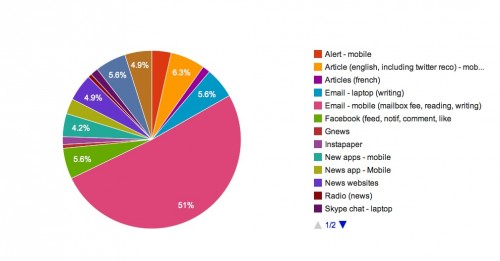 4.9%
5.6%
6.3%
5.6%
4.9%
4.2%
5.6%
51%
Alert - mobile
Article (english, including twitter reco) - mob...
Articles (french)
Email - laptop (writing)
Email - mobile (mailbox fee, reading, writing)
Facebook (feed, notif, comment, like
Gnews
Instapaper
New apps - mobile
News app - Mobile
News websites
Radio (news)
Skype chat - laptop
1/2